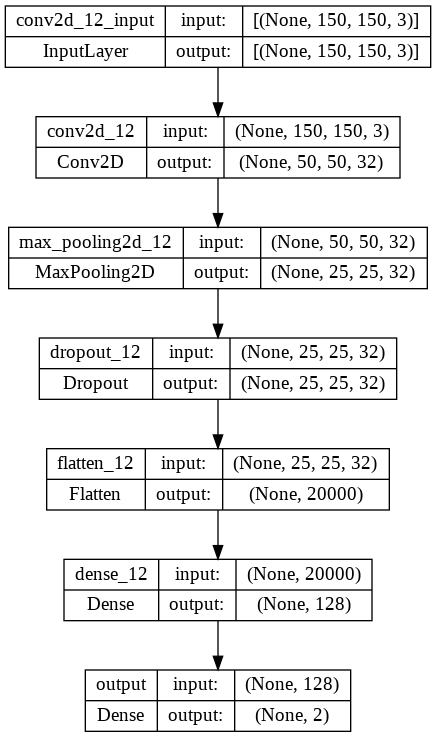 conv2d_12_input input: [(None, 150, 150, 3)]
InputLayer output: [(None, 150, 150, 3)]
conv2d_12 input: (None, 150, 150, 3)
Conv2D output: (None, 50, 50, 32)
max_pooling2d_12 input: (None, 50, 50, 32)
MaxPooling2D output: (None, 25, 25, 32)
dropout_12 input: (None, 25, 25, 32)
Dropout output: (None, 25, 25, 32)
flatten_12 input: (None, 25, 25, 32)
Flatten output: (None, 20000)
dense_12 input: (None, 20000)
Dense output: (None, 128)
output input: (None, 128)
Dense output: (None, 2)